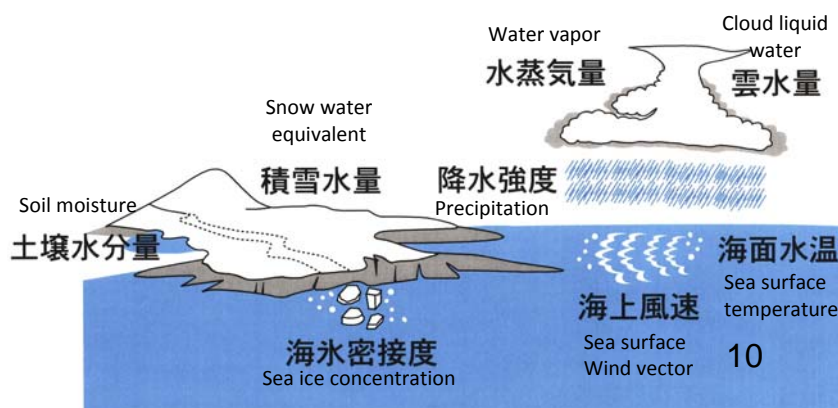 Water vapor
水蒸気量
Cloud liquid
water
雲水量
Snow water
equivalent
積雪水量
降水強度
Precipitation
Soil moisture
土壌水分量
海面水温
Sea surface
temperature
海上風速
Sea surface
Wind vector
海氷密接度
Sea ice concentration
10